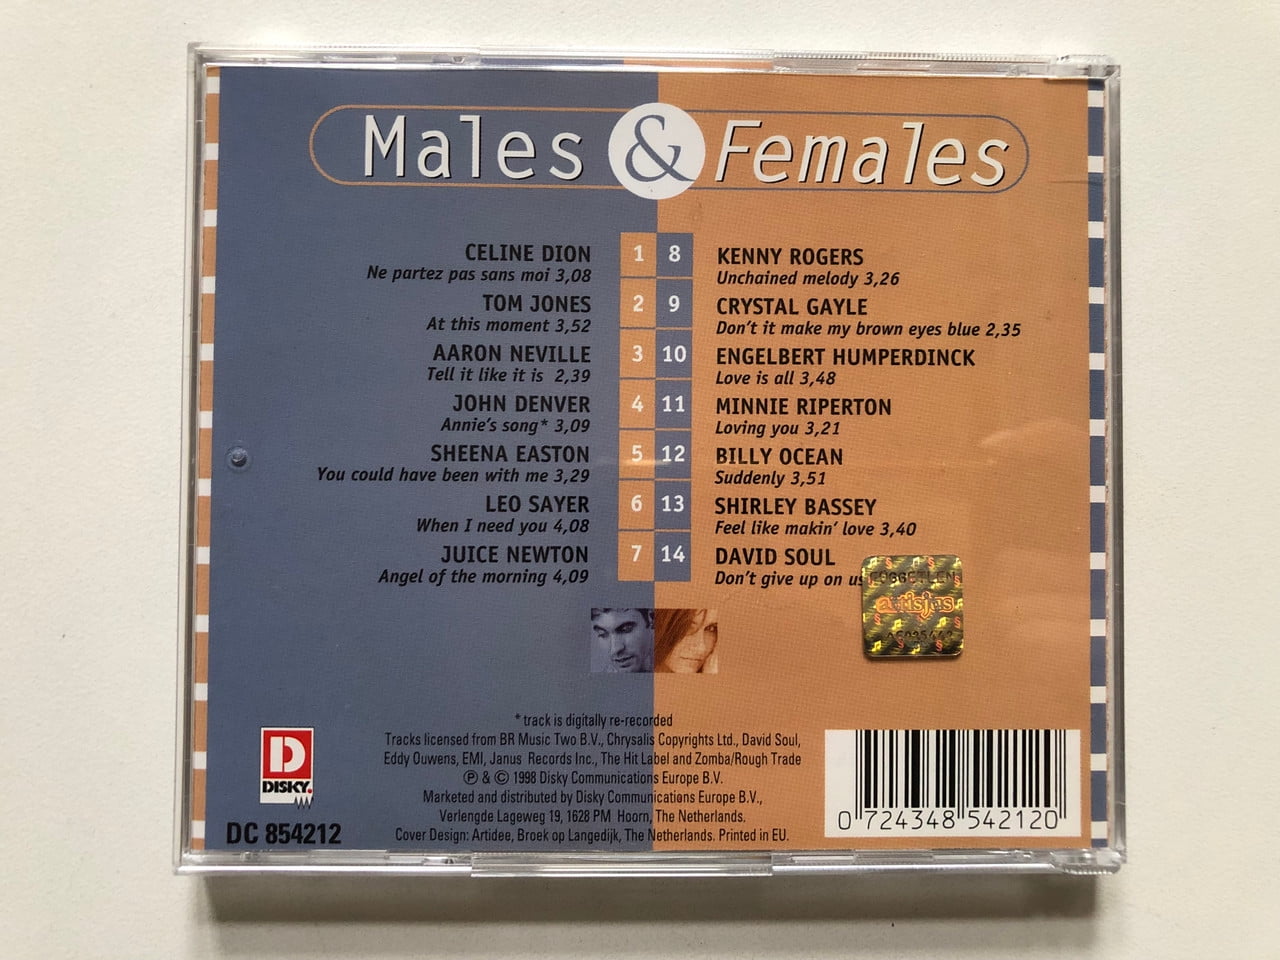 Males & Females
CELINE DION 1
Ne partez pas sans moi 3,08
TOM JONES 2
At this moment 3,52
AARON NEVILLE 3
Tell it like it is 2,39
JOHN DENVER 4
Annie's song* 3,09
SHEENA EASTON 5
You could have been with me 3,29
LEO SAYER 6
When I need you 4,08
JUICE NEWTON 7
Angel of the morning 4,09
8 KENNY ROGERS
Unchained melody 3,26
9 CRYSTAL GAYLE
Don't it make my brown eyes blue 2,35
10 ENGELBERT HUMPERDINCK
Love is all 3,48
11 MINNIE RIPERTON
Loving you 3,21
12 BILLY OCEAN
Suddenly 3,51
13 SHIRLEY BASSEY
Feel like makin' love 3,40
14 DAVID SOUL
Don't give up on us
artisjus
* track is digitally re-recorded
Tracks licensed from BR Music Two B.V., Chrysalis Copyrights Ltd., David Soul,
Eddy Ouwens, EMI, Janus Records Inc., The Hit Label and Zomba/Rough Trade
℗ & © 1998 Disky Communications Europe B.V.
Marketed and distributed by Disky Communications Europe B.V.,
Verlengde Lageweg 19, 1628 PM Hoorn, The Netherlands.
Cover Design: Artidee, Broek op Langedijk, The Netherlands. Printed in EU.
D
DISKY.
DC 854212
0 724348 542120